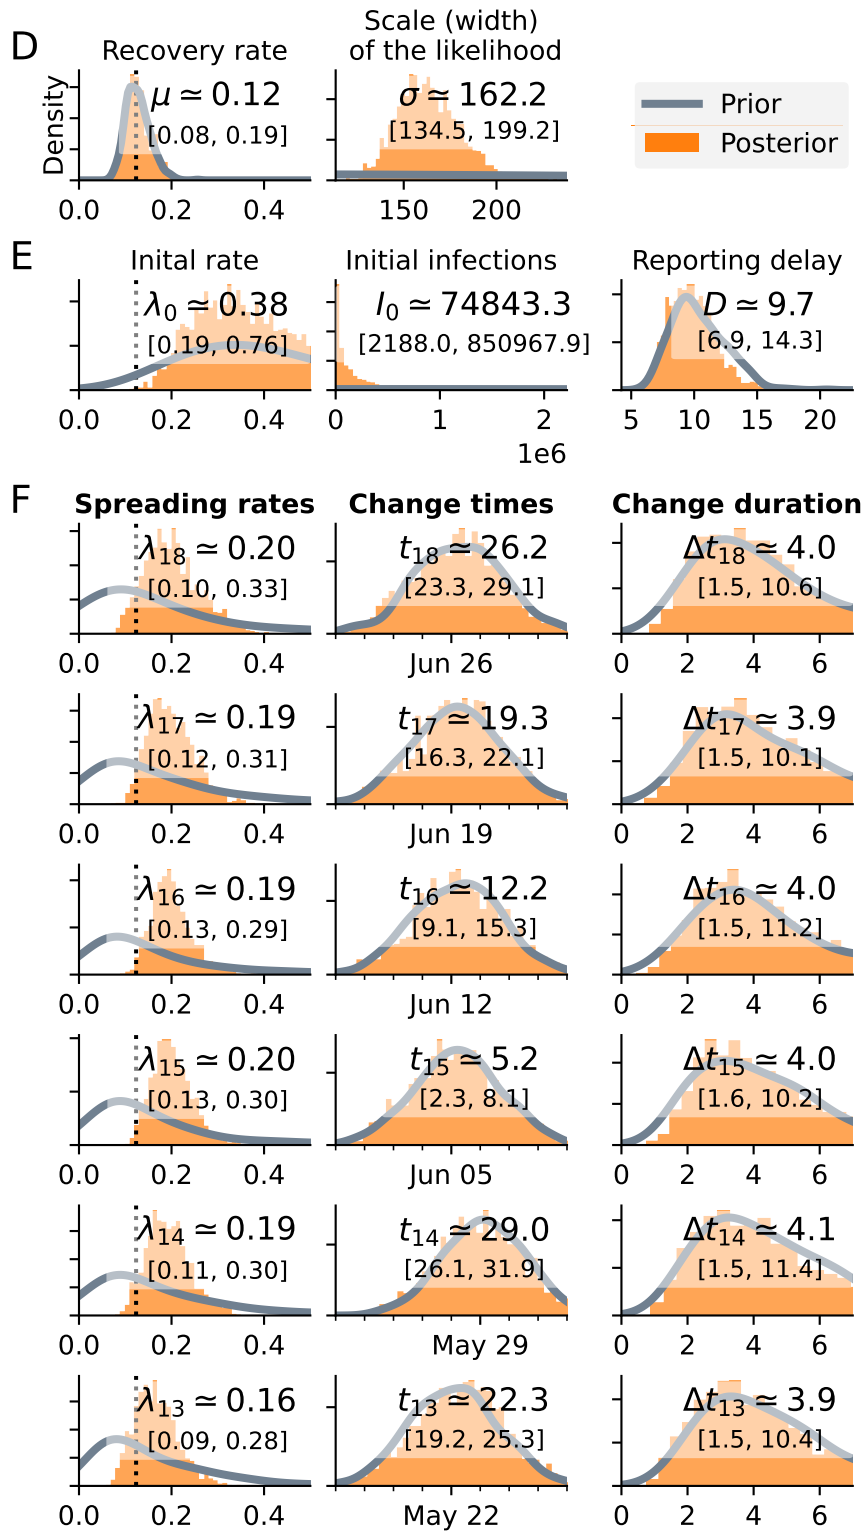 D
Recovery rate
Scale (width)
of the likelihood
Density
μ ≃ 0.12
[0.08, 0.19]
σ ≃ 162.2
[134.5, 199.2]
Prior
Posterior
0.0 0.2 0.4
150 200
E
Inital rate
Initial infections
Reporting delay
λ0 ≃ 0.38
[0.19, 0.76]
I0 ≃ 74843.3
[2188.0, 850967.9]
D ≃ 9.7
[6.9, 14.3]
0.0 0.2 0.4
0 1 2
1e6
5 10 15 20
F
Spreading rates
Change times
Change duration
λ18 ≃ 0.20
[0.10, 0.33]
t18 ≃ 26.2
[23.3, 29.1]
Δt18 ≃ 4.0
[1.5, 10.6]
0.0 0.2 0.4
Jun 26
0 2 4 6
λ17 ≃ 0.19
[0.12, 0.31]
t17 ≃ 19.3
[16.3, 22.1]
Δt17 ≃ 3.9
[1.5, 10.1]
0.0 0.2 0.4
Jun 19
0 2 4 6
λ16 ≃ 0.19
[0.13, 0.29]
t16 ≃ 12.2
[9.1, 15.3]
Δt16 ≃ 4.0
[1.5, 11.2]
0.0 0.2 0.4
Jun 12
0 2 4 6
λ15 ≃ 0.20
[0.13, 0.30]
t15 ≃ 5.2
[2.3, 8.1]
Δt15 ≃ 4.0
[1.6, 10.2]
0.0 0.2 0.4
Jun 05
0 2 4 6
λ14 ≃ 0.19
[0.11, 0.30]
t14 ≃ 29.0
[26.1, 31.9]
Δt14 ≃ 4.1
[1.5, 11.4]
0.0 0.2 0.4
May 29
0 2 4 6
λ13 ≃ 0.16
[0.09, 0.28]
t13 ≃ 22.3
[19.2, 25.3]
Δt13 ≃ 3.9
[1.5, 10.4]
0.0 0.2 0.4
May 22
0 2 4 6